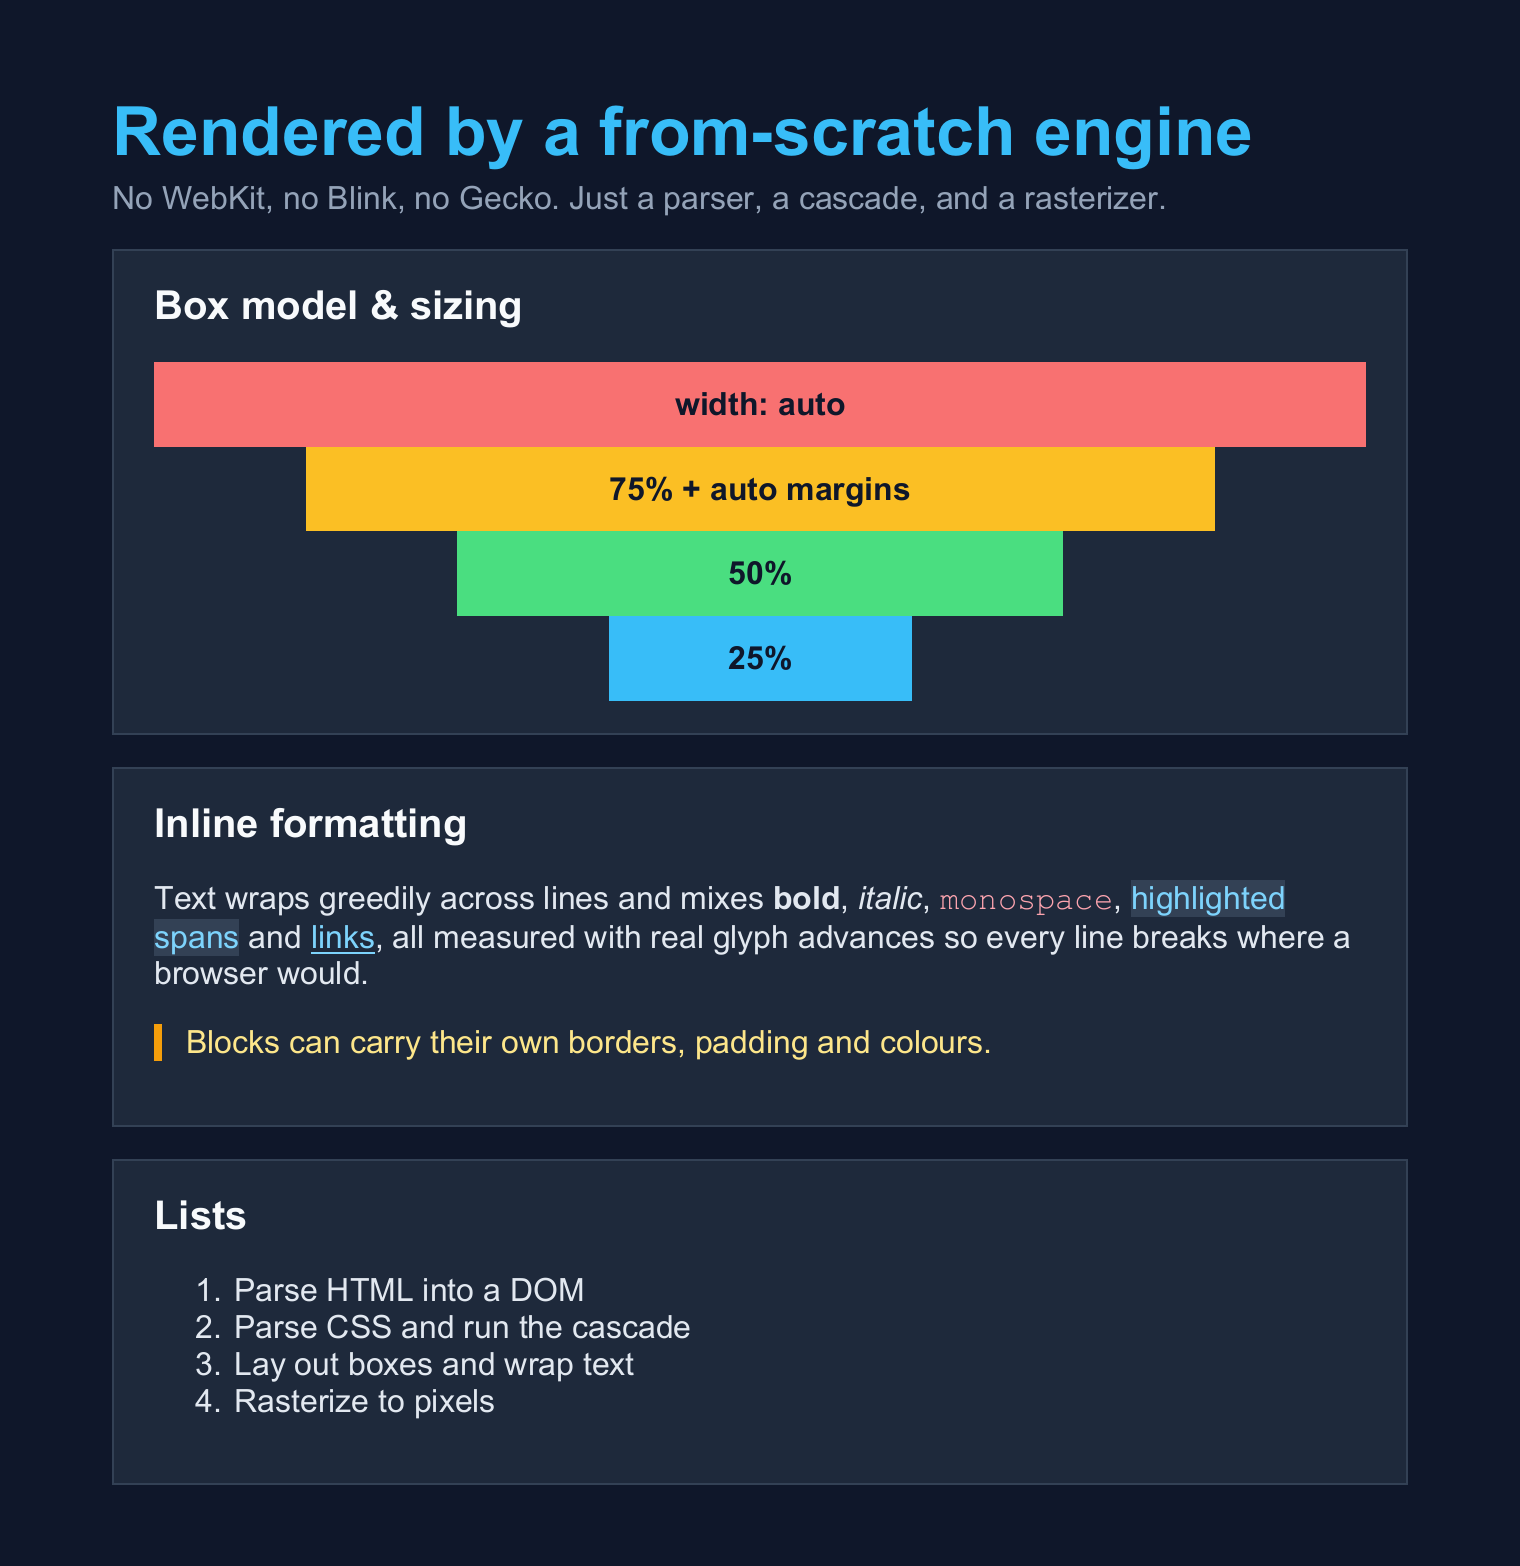 Rendered by a from-scratch engine
No WebKit, no Blink, no Gecko. Just a parser, a cascade, and a rasterizer.
Box model & sizing
width: auto
75% + auto margins
50%
25%
Inline formatting
Text wraps greedily across lines and mixes bold, italic, monospace, highlighted
spans and links, all measured with real glyph advances so every line breaks where a
browser would.
Blocks can carry their own borders, padding and colours.
Lists
1. Parse HTML into a DOM
2. Parse CSS and run the cascade
3. Lay out boxes and wrap text
4. Rasterize to pixels